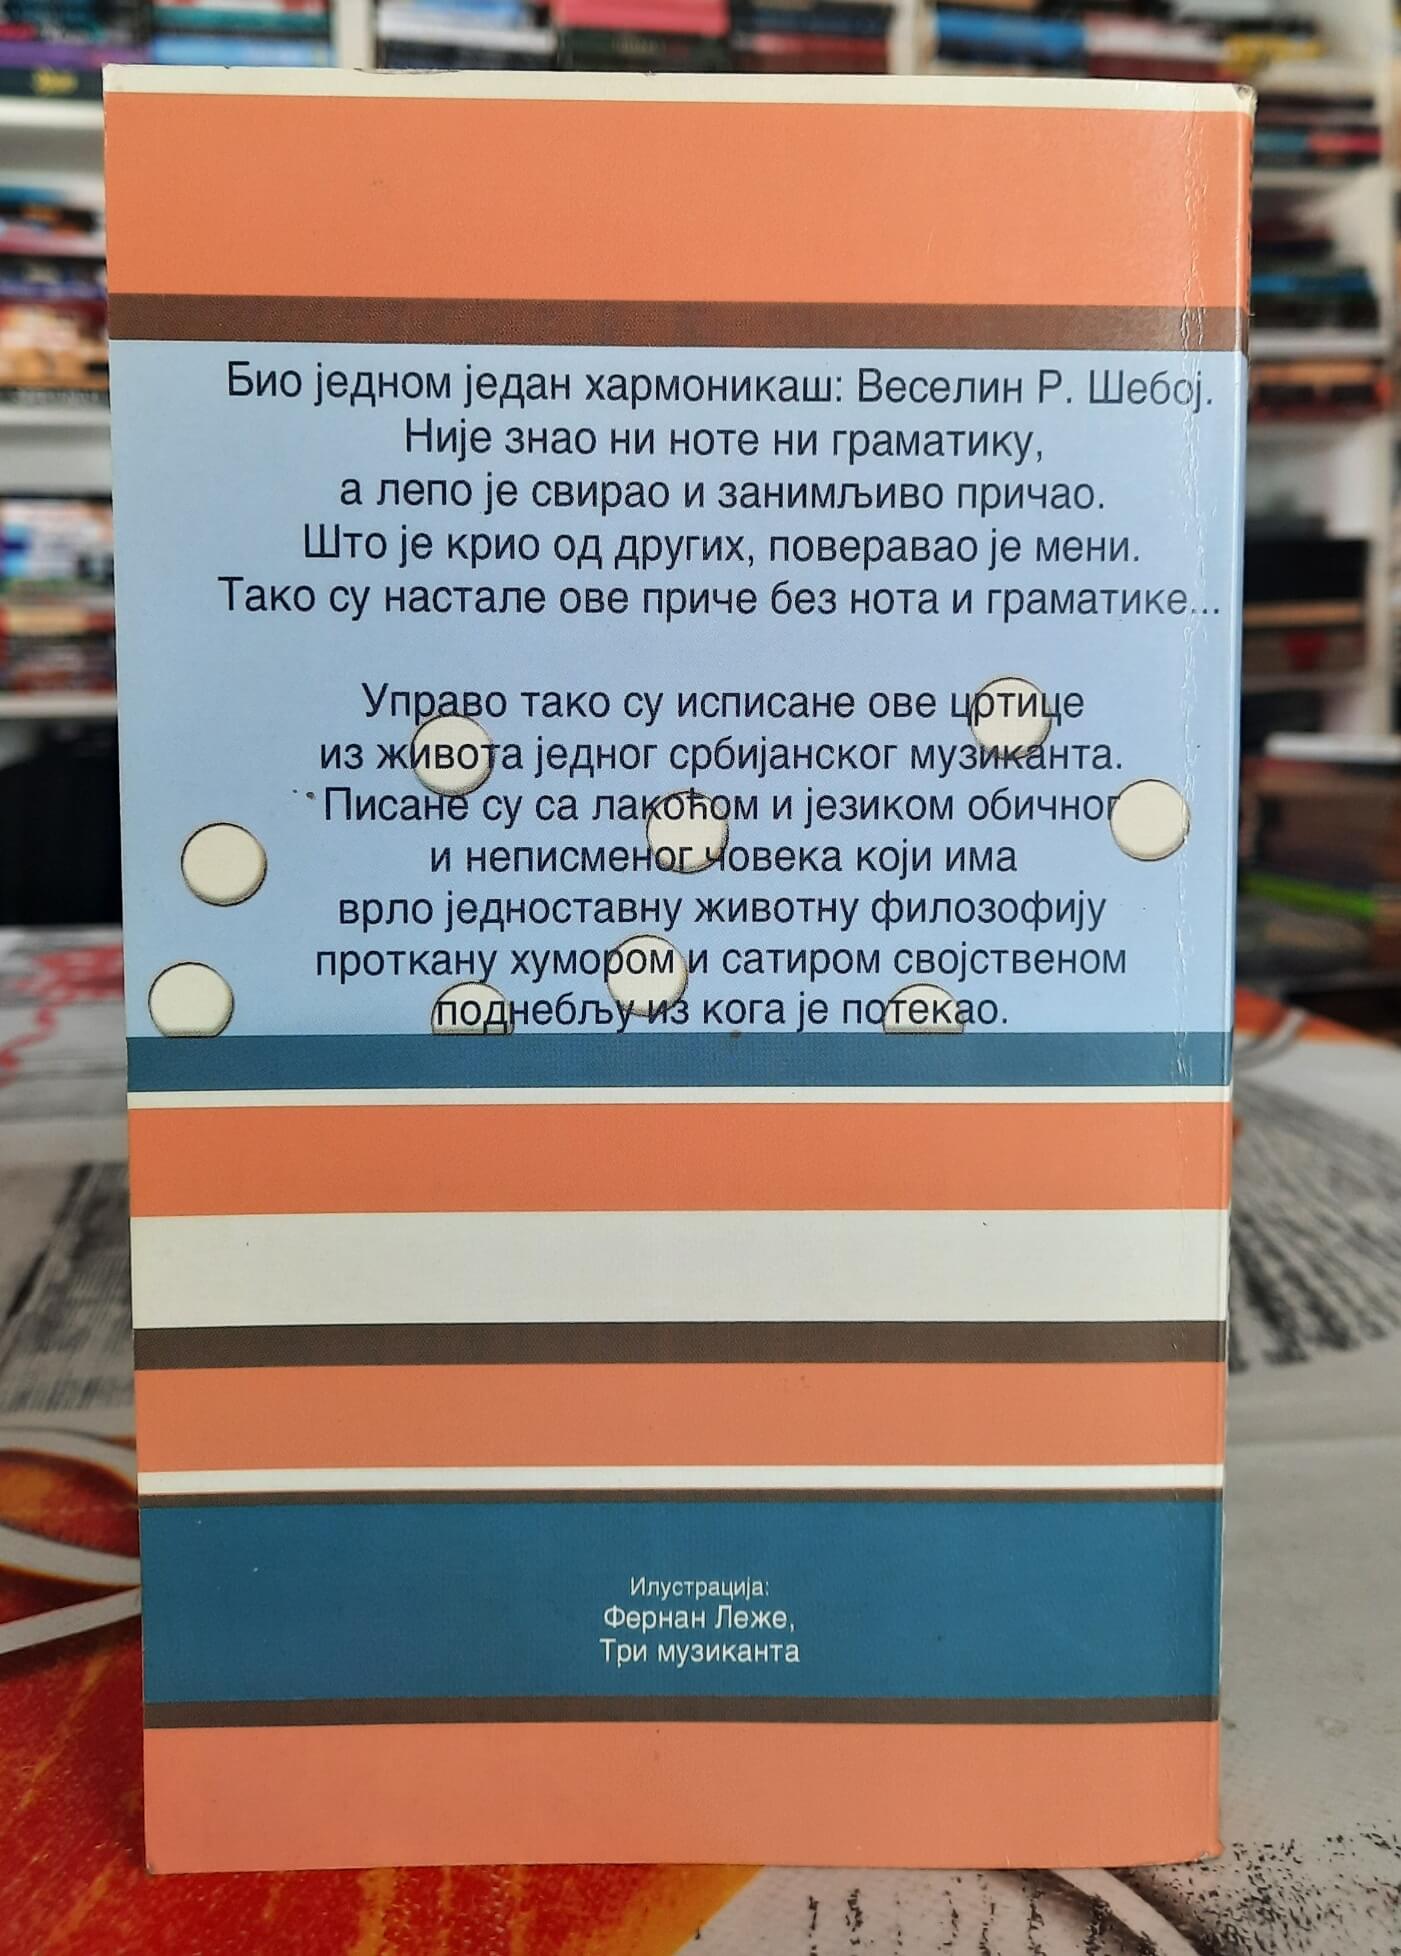 Био једном један хармоникаш: Веселин Р. Шебој.
Није знао ни ноте ни граматику,
а лепо је свирао и занимљиво причао.
Што је крио од других, поверавао је мени.
Тако су настале ове приче без нота и граматике...
Управо тако су исписане ове цртице
из живота једног србијанског музиканта.
Писане су са лакоћом и језиком обичног
и неписменог човека који има
врло једноставну животну филозофију
проткану хумором и сатиром својственом
поднебљу из кога је потекао.
Илустрација:
Фернан Леже,
Три музиканта